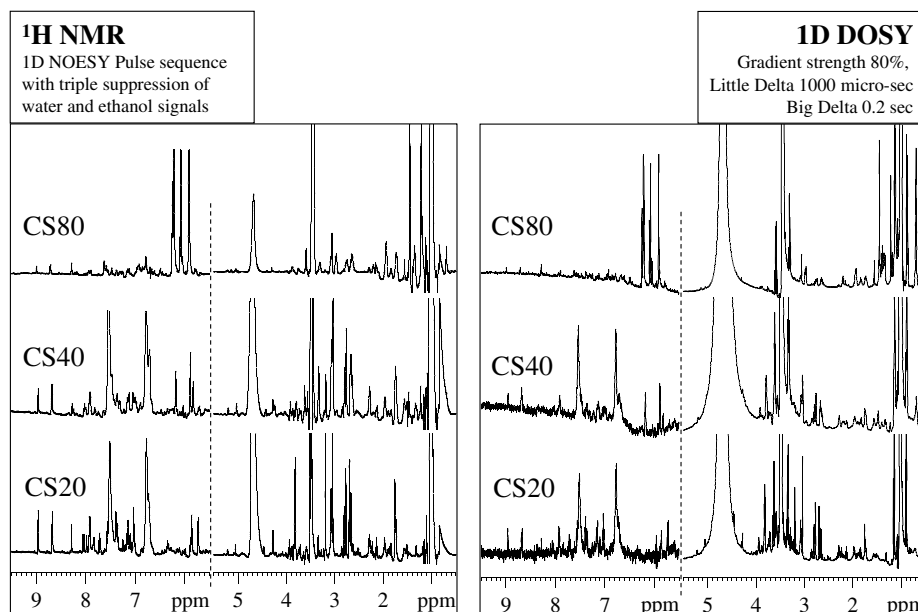 ¹H NMR
1D NOESY Pulse sequence
with triple suppression of
water and ethanol signals
1D DOSY
Gradient strength 80%,
Little Delta 1000 micro-sec
Big Delta 0.2 sec
CS80
CS40
CS20
9 8 7 ppm 5 4 3 2 ppm
CS80
CS40
CS20
9 8 7 ppm 5 4 3 2 ppm